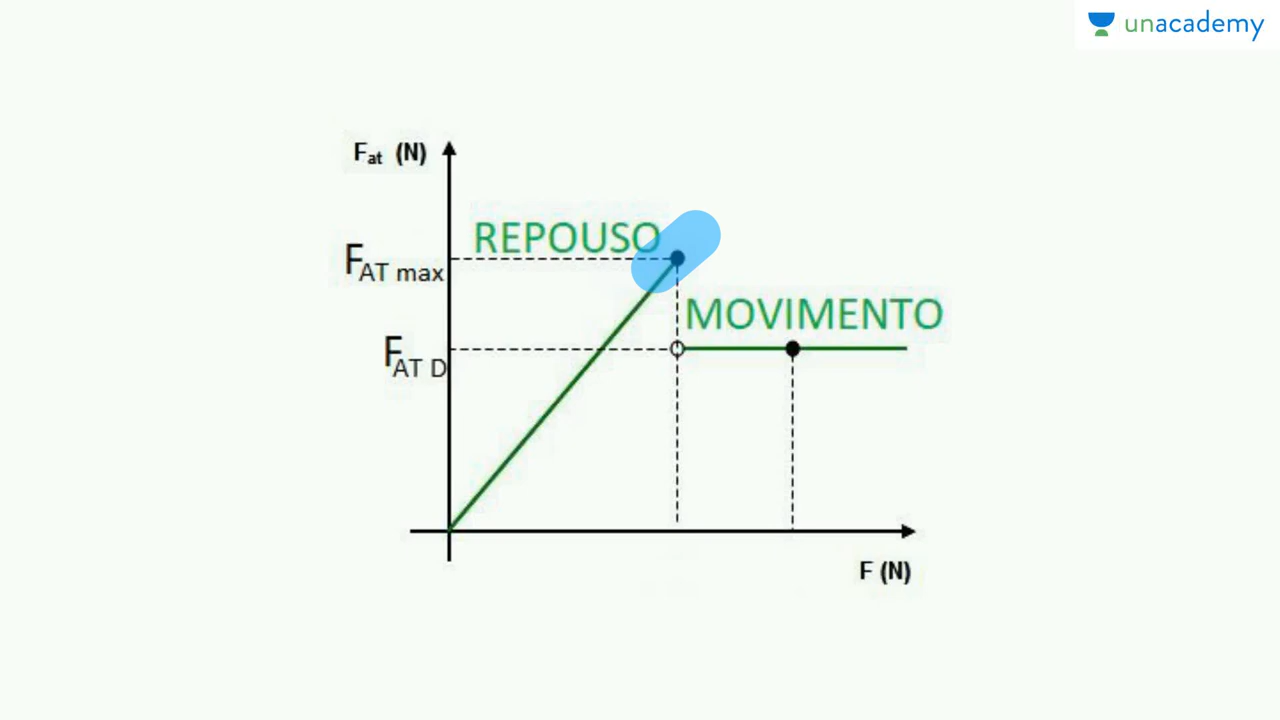 unacademy
Fat (N)
REPOUSO
FAT max
MOVIMENTO
FAT D
F (N)